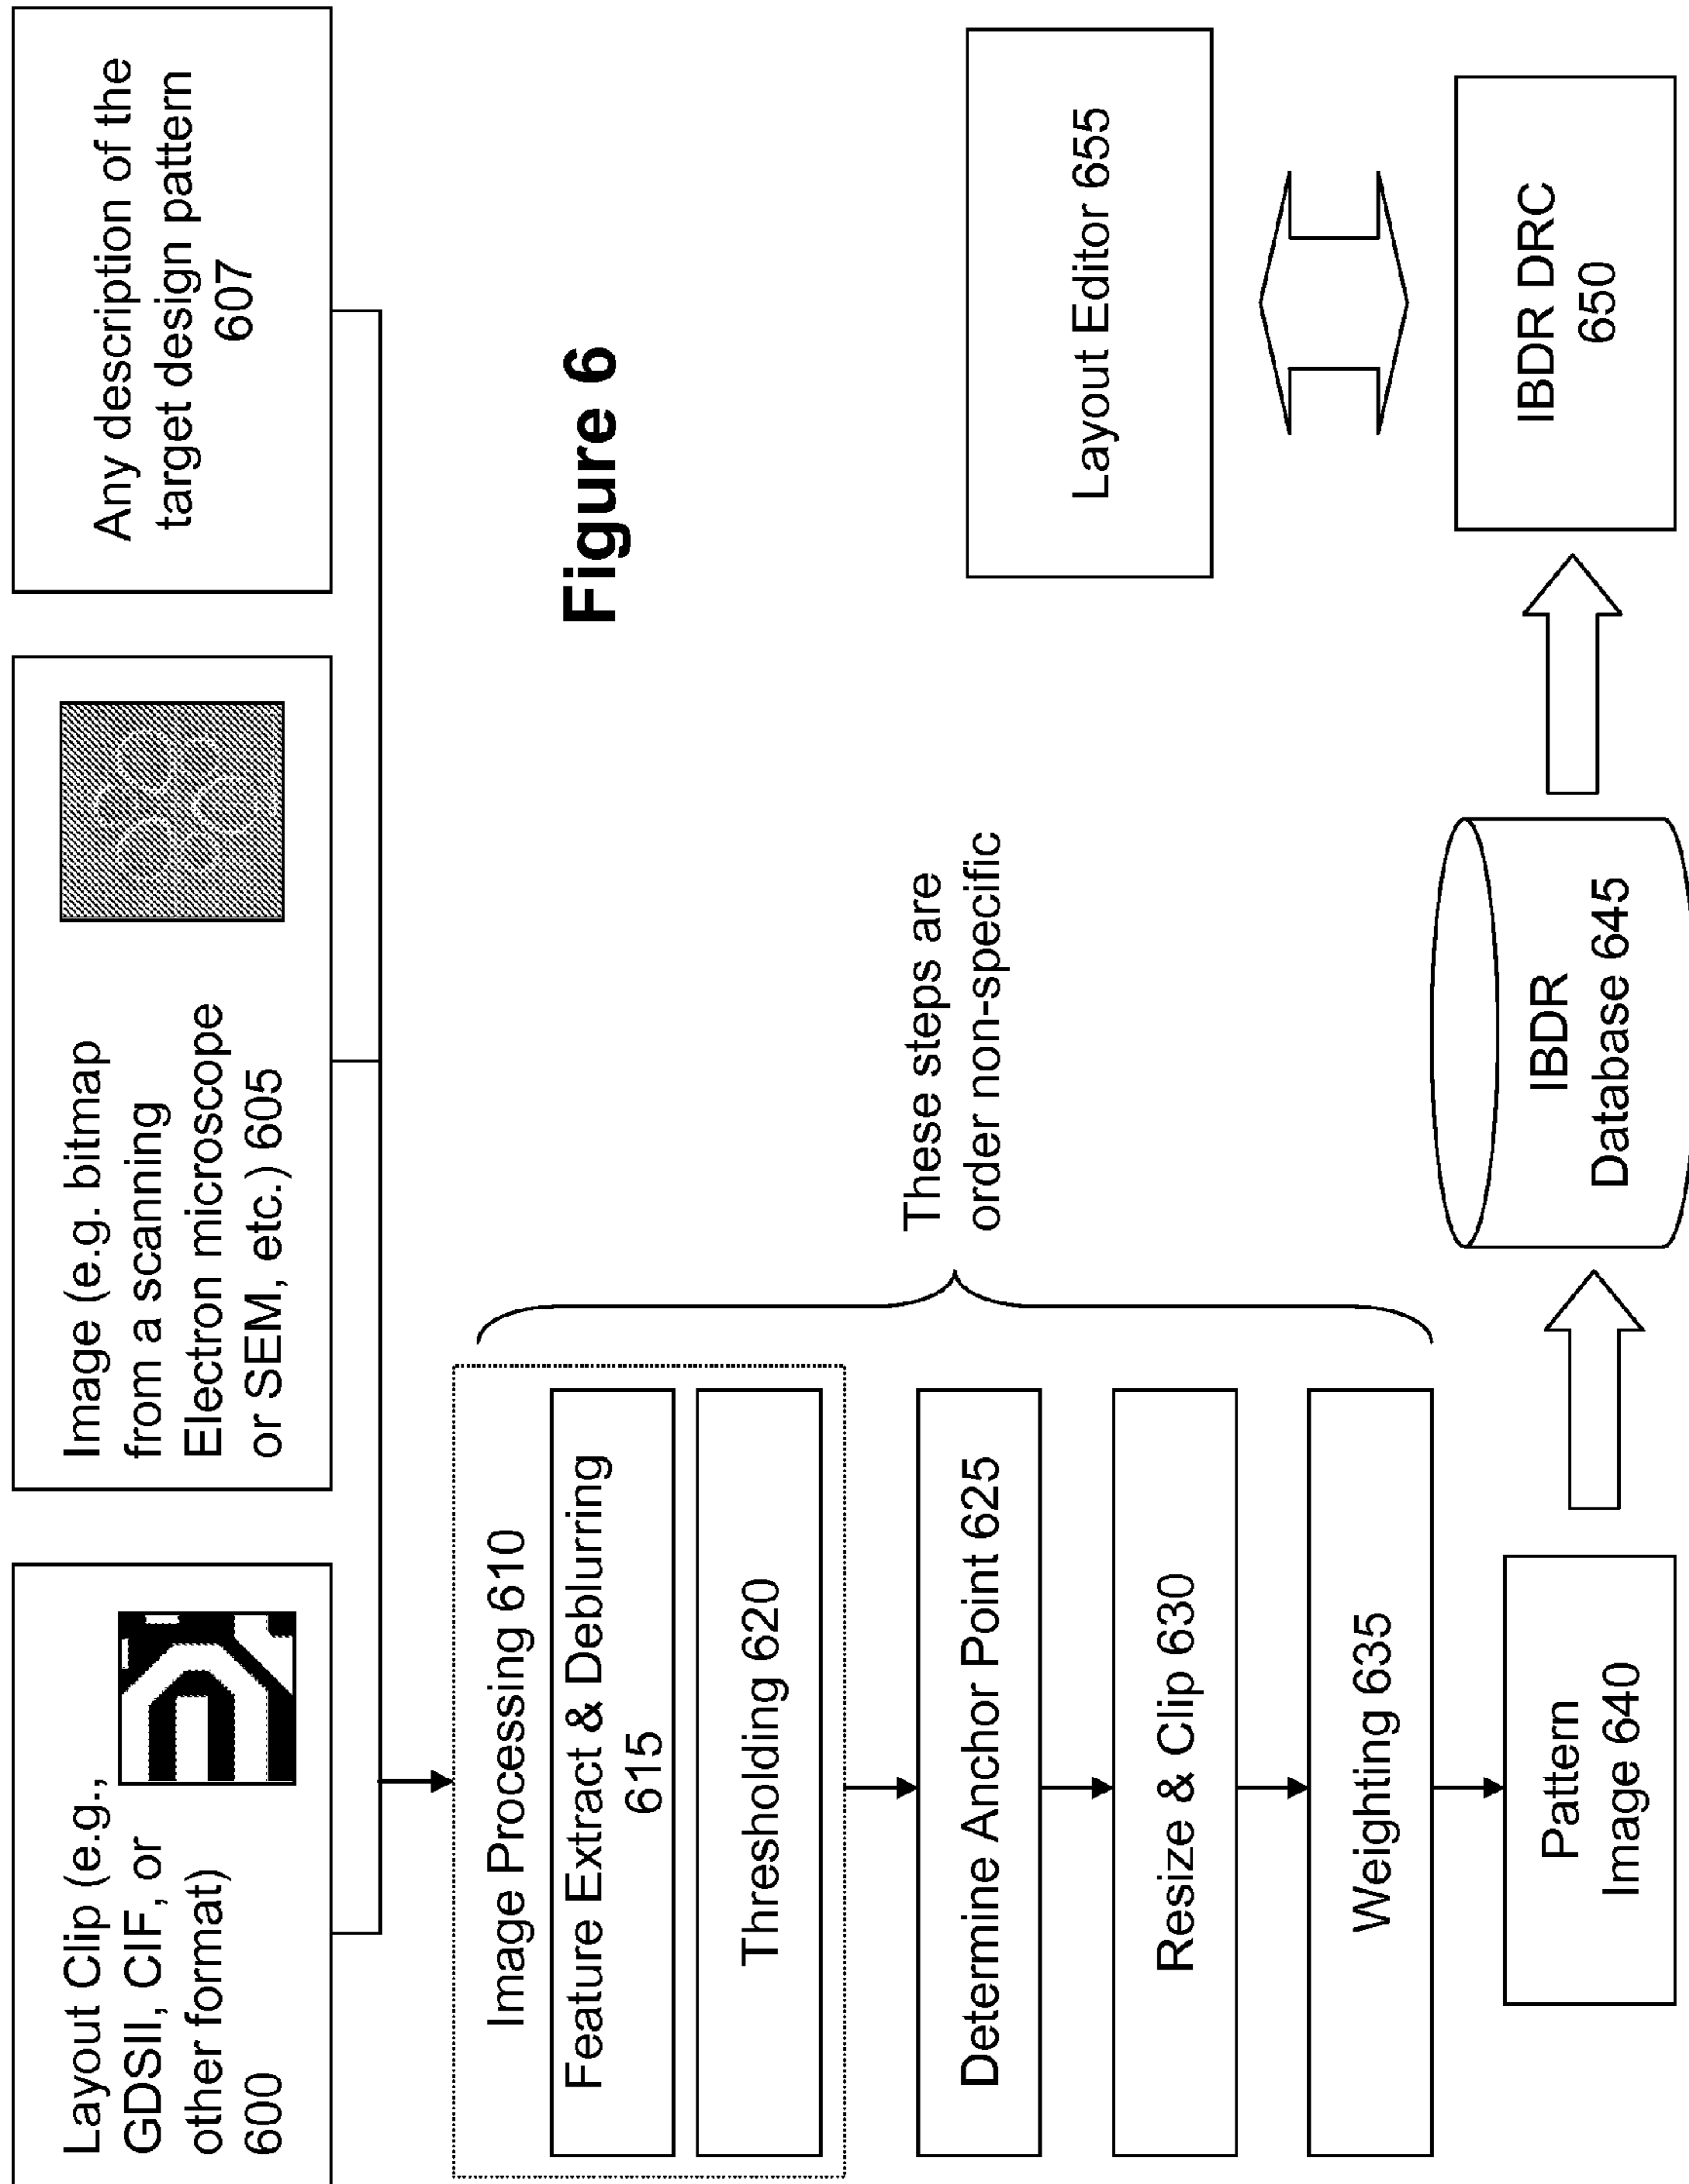 Layout Clip (e.g.,
GDSII, CIF, or
other format)
600
Image (e.g. bitmap
from a scanning
Electron microscope
or SEM, etc.) 605
Any description of the
target design pattern
607
Image Processing 610
Feature Extract & Deblurring
615
Thresholding 620
Determine Anchor Point 625
Resize & Clip 630
Weighting 635
These steps are
order non-specific
Figure 6
Pattern
Image 640
IBDR
Database 645
IBDR DRC
650
Layout Editor 655